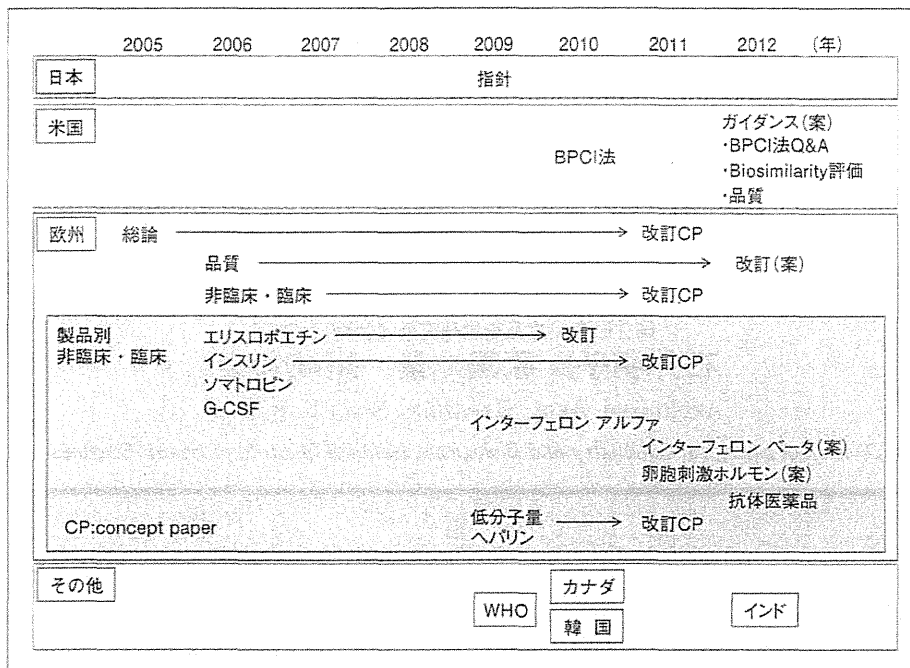 2005 2006 2007 2008 2009 2010 2011 2012 (年)
日本
指針
米国
ガイダンス(案)
BPCI法
・BPCI法Q&A
・Biosimilarity評価
・品質
欧州 総論 → 改訂CP
品質 → 改訂(案)
非臨床・臨床 → 改訂CP
製品別
非臨床・臨床
エリスロポエチン → 改訂
インスリン → 改訂CP
ソマトロピン
G-CSF
インターフェロン アルファ
インターフェロン ベータ(案)
卵胞刺激ホルモン(案)
抗体医薬品
低分子量
ヘパリン → 改訂CP
CP:concept paper
その他
WHO
カナダ
韓国
インド